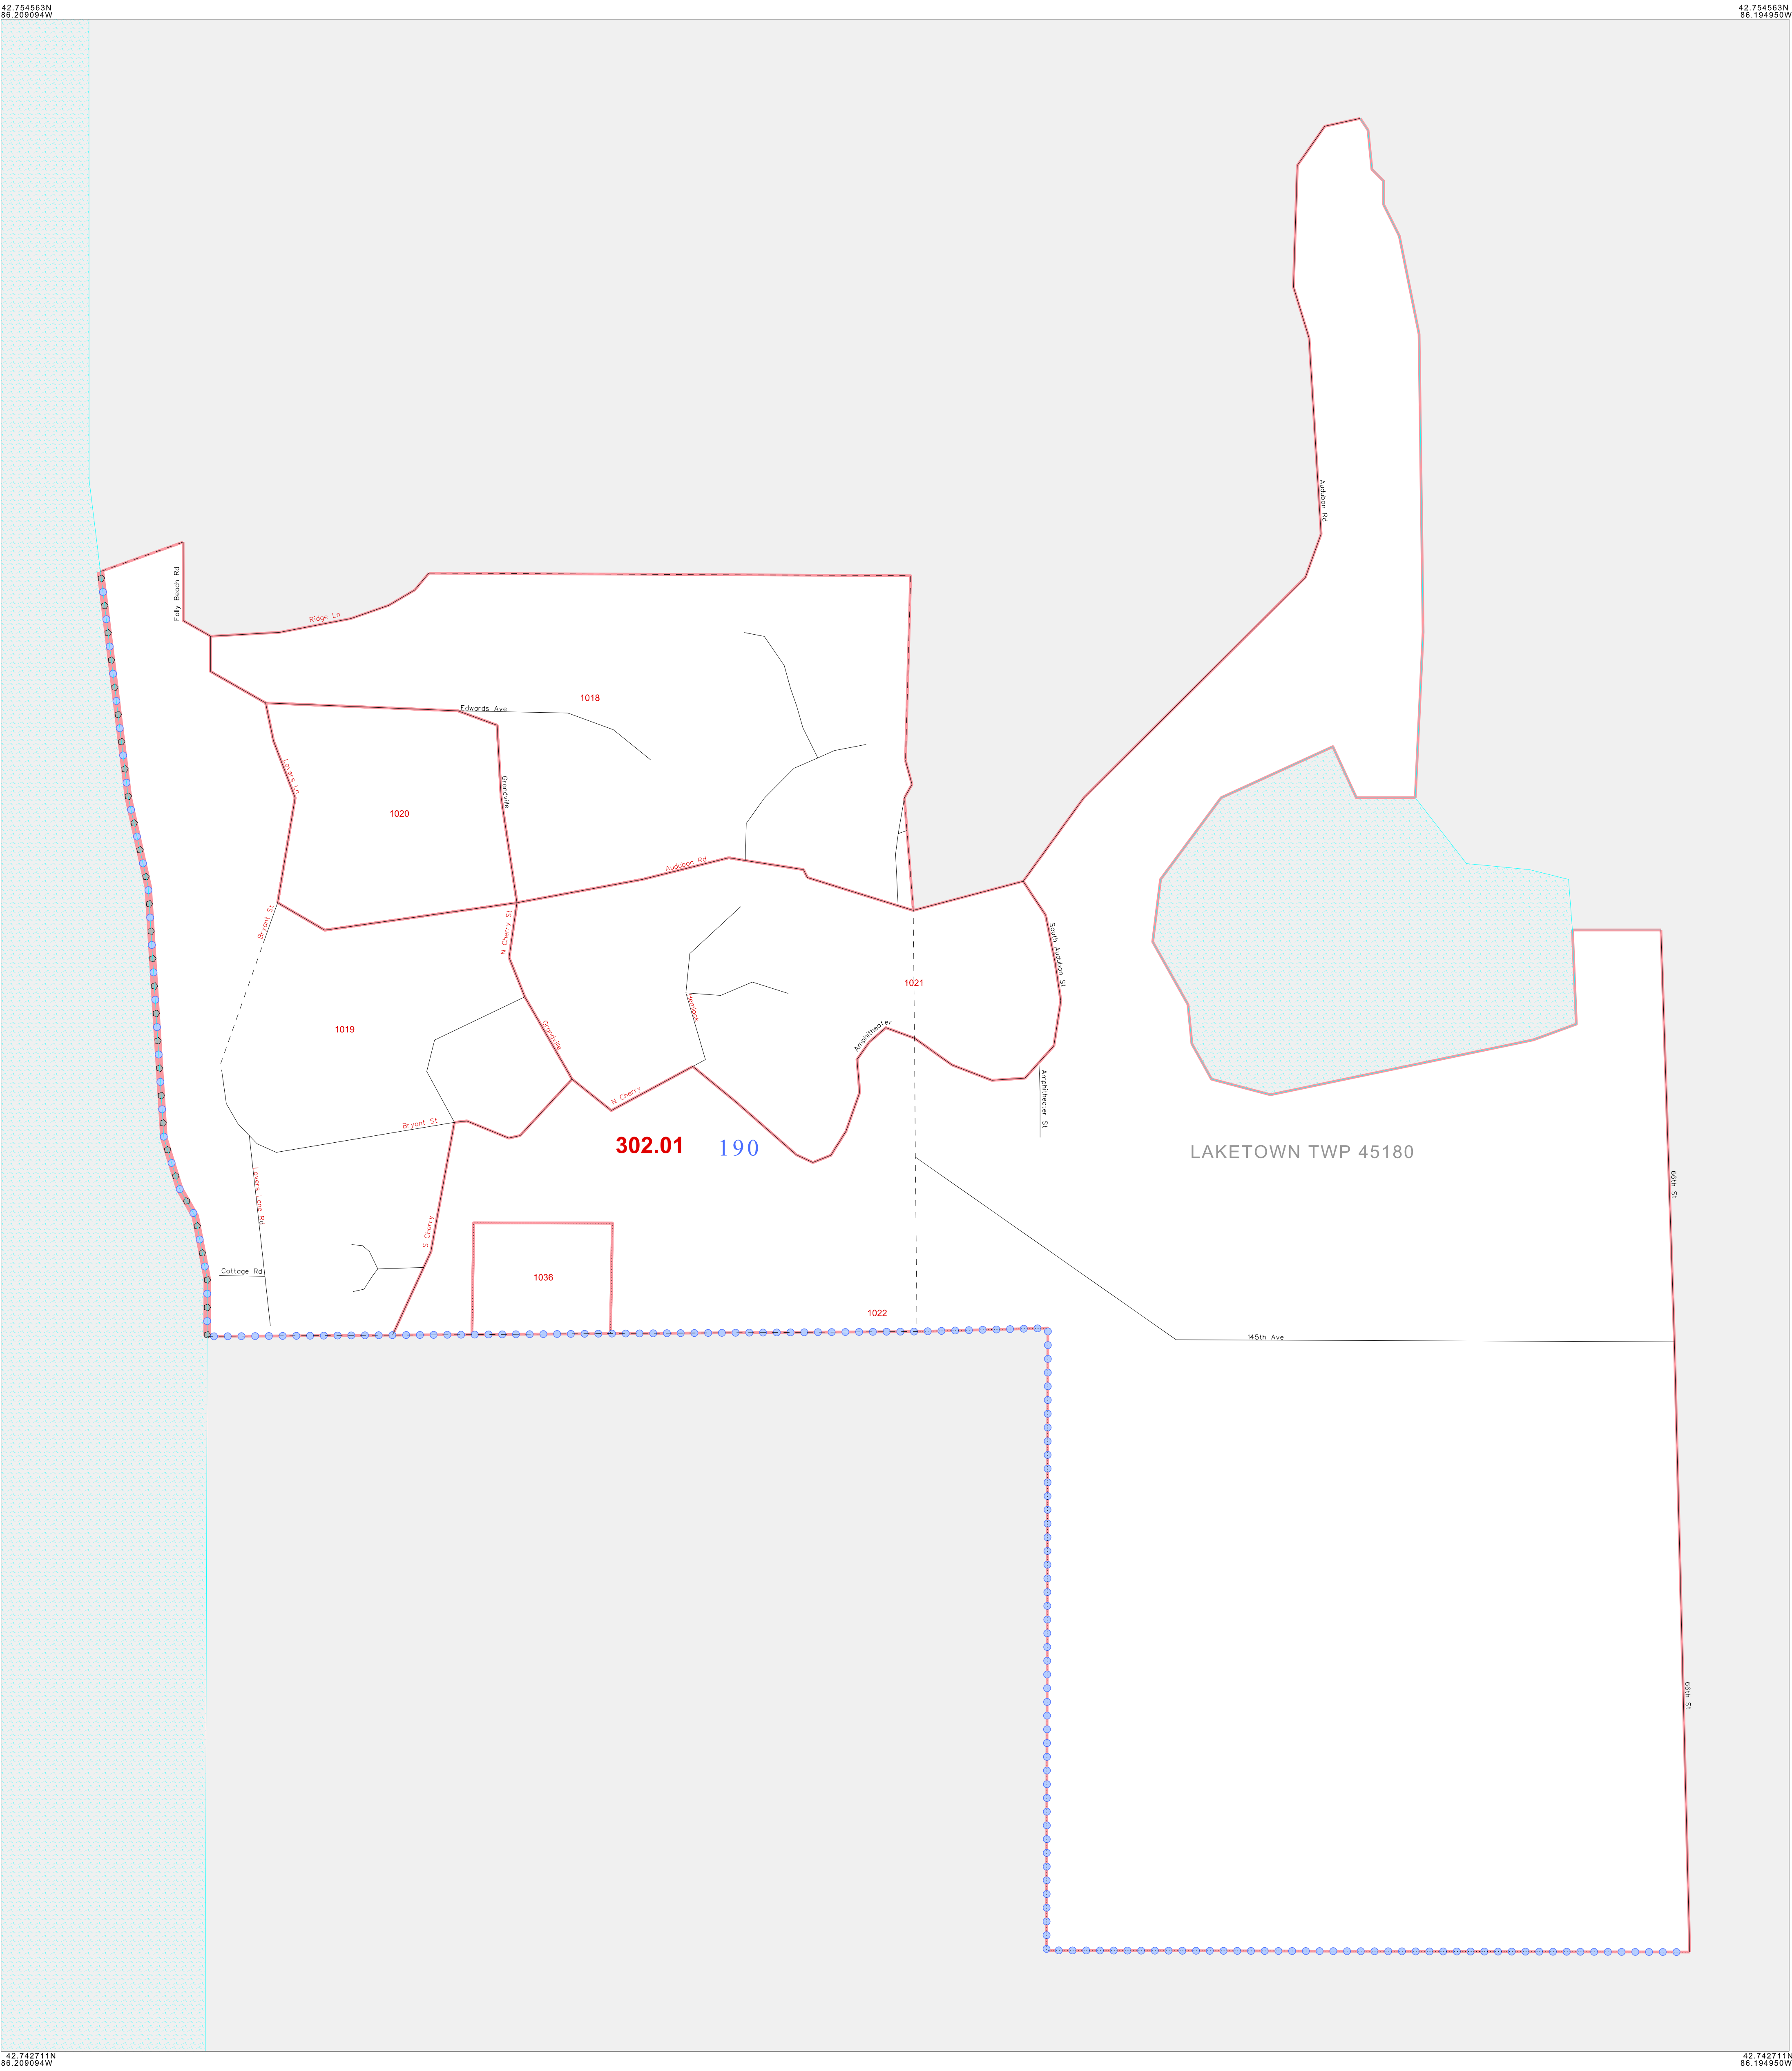 42.754563N
86.209094W
42.754563N
86.194950W
Audubon Rd
Folly Beach Rd
Ridge Ln
1018
Edwards Ave
Lovers Ln
Grandville
1020
Audubon Rd
Bryant St
N Cherry St
South Audubon St
1021
Hemlock
1019
Grandville
Amphitheater
N Cherry
Amphitheater St
Bryant St
302.01
190
LAKETOWN TWP 45180
66th St
Lovers Lane Rd
S Cherry
Cottage Rd
1036
1022
145th Ave
66th St
42.742711N
86.209094W
42.742711N
86.194950W